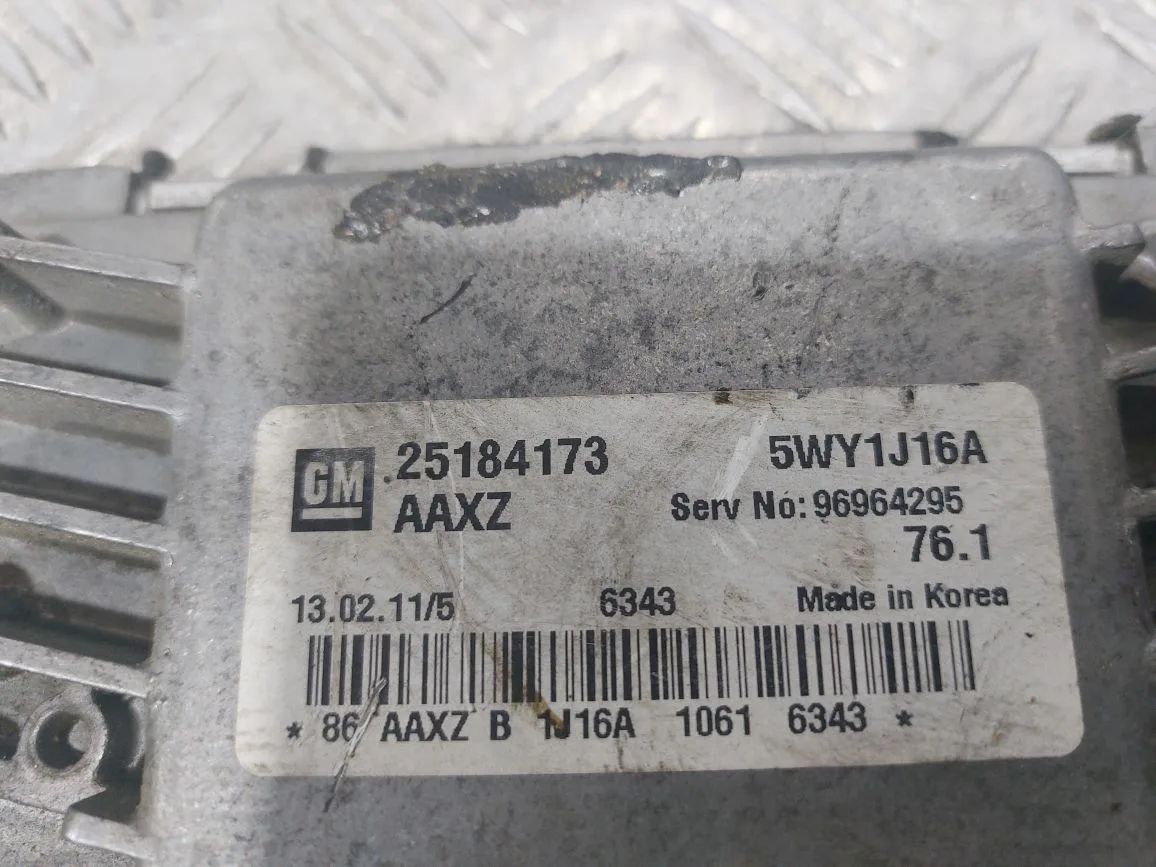 GM 25184173 5WY1J16A
AAXZ Serv No: 96964295
76.1
13.02.11/5 6343 Made in Korea
* 86 AAXZ B 1J16A 1061 6343 *